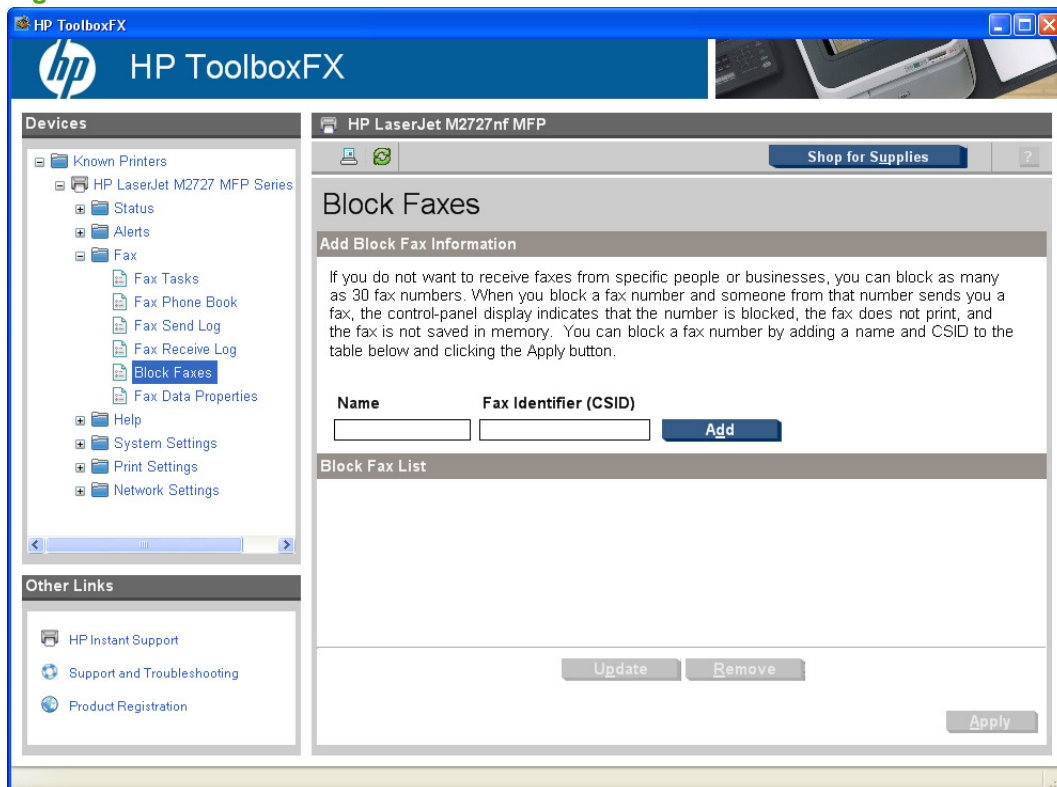 HP ToolboxFX
hp
HP ToolboxFX
Devices
Known Printers
HP LaserJet M2727 MFP Series
Status
Alerts
Fax
Fax Tasks
Fax Phone Book
Fax Send Log
Fax Receive Log
Block Faxes
Fax Data Properties
Help
System Settings
Print Settings
Network Settings
Other Links
HP Instant Support
Support and Troubleshooting
Product Registration
HP LaserJet M2727nf MFP
Shop for Supplies
?
Block Faxes
Add Block Fax Information
If you do not want to receive faxes from specific people or businesses, you can block as many
as 30 fax numbers. When you block a fax number and someone from that number sends you a
fax, the control-panel display indicates that the number is blocked, the fax does not print, and
the fax is not saved in memory. You can block a fax number by adding a name and CSID to the
table below and clicking the Apply button.
Name Fax Identifier (CSID)
Add
Block Fax List
Update Remove
Apply